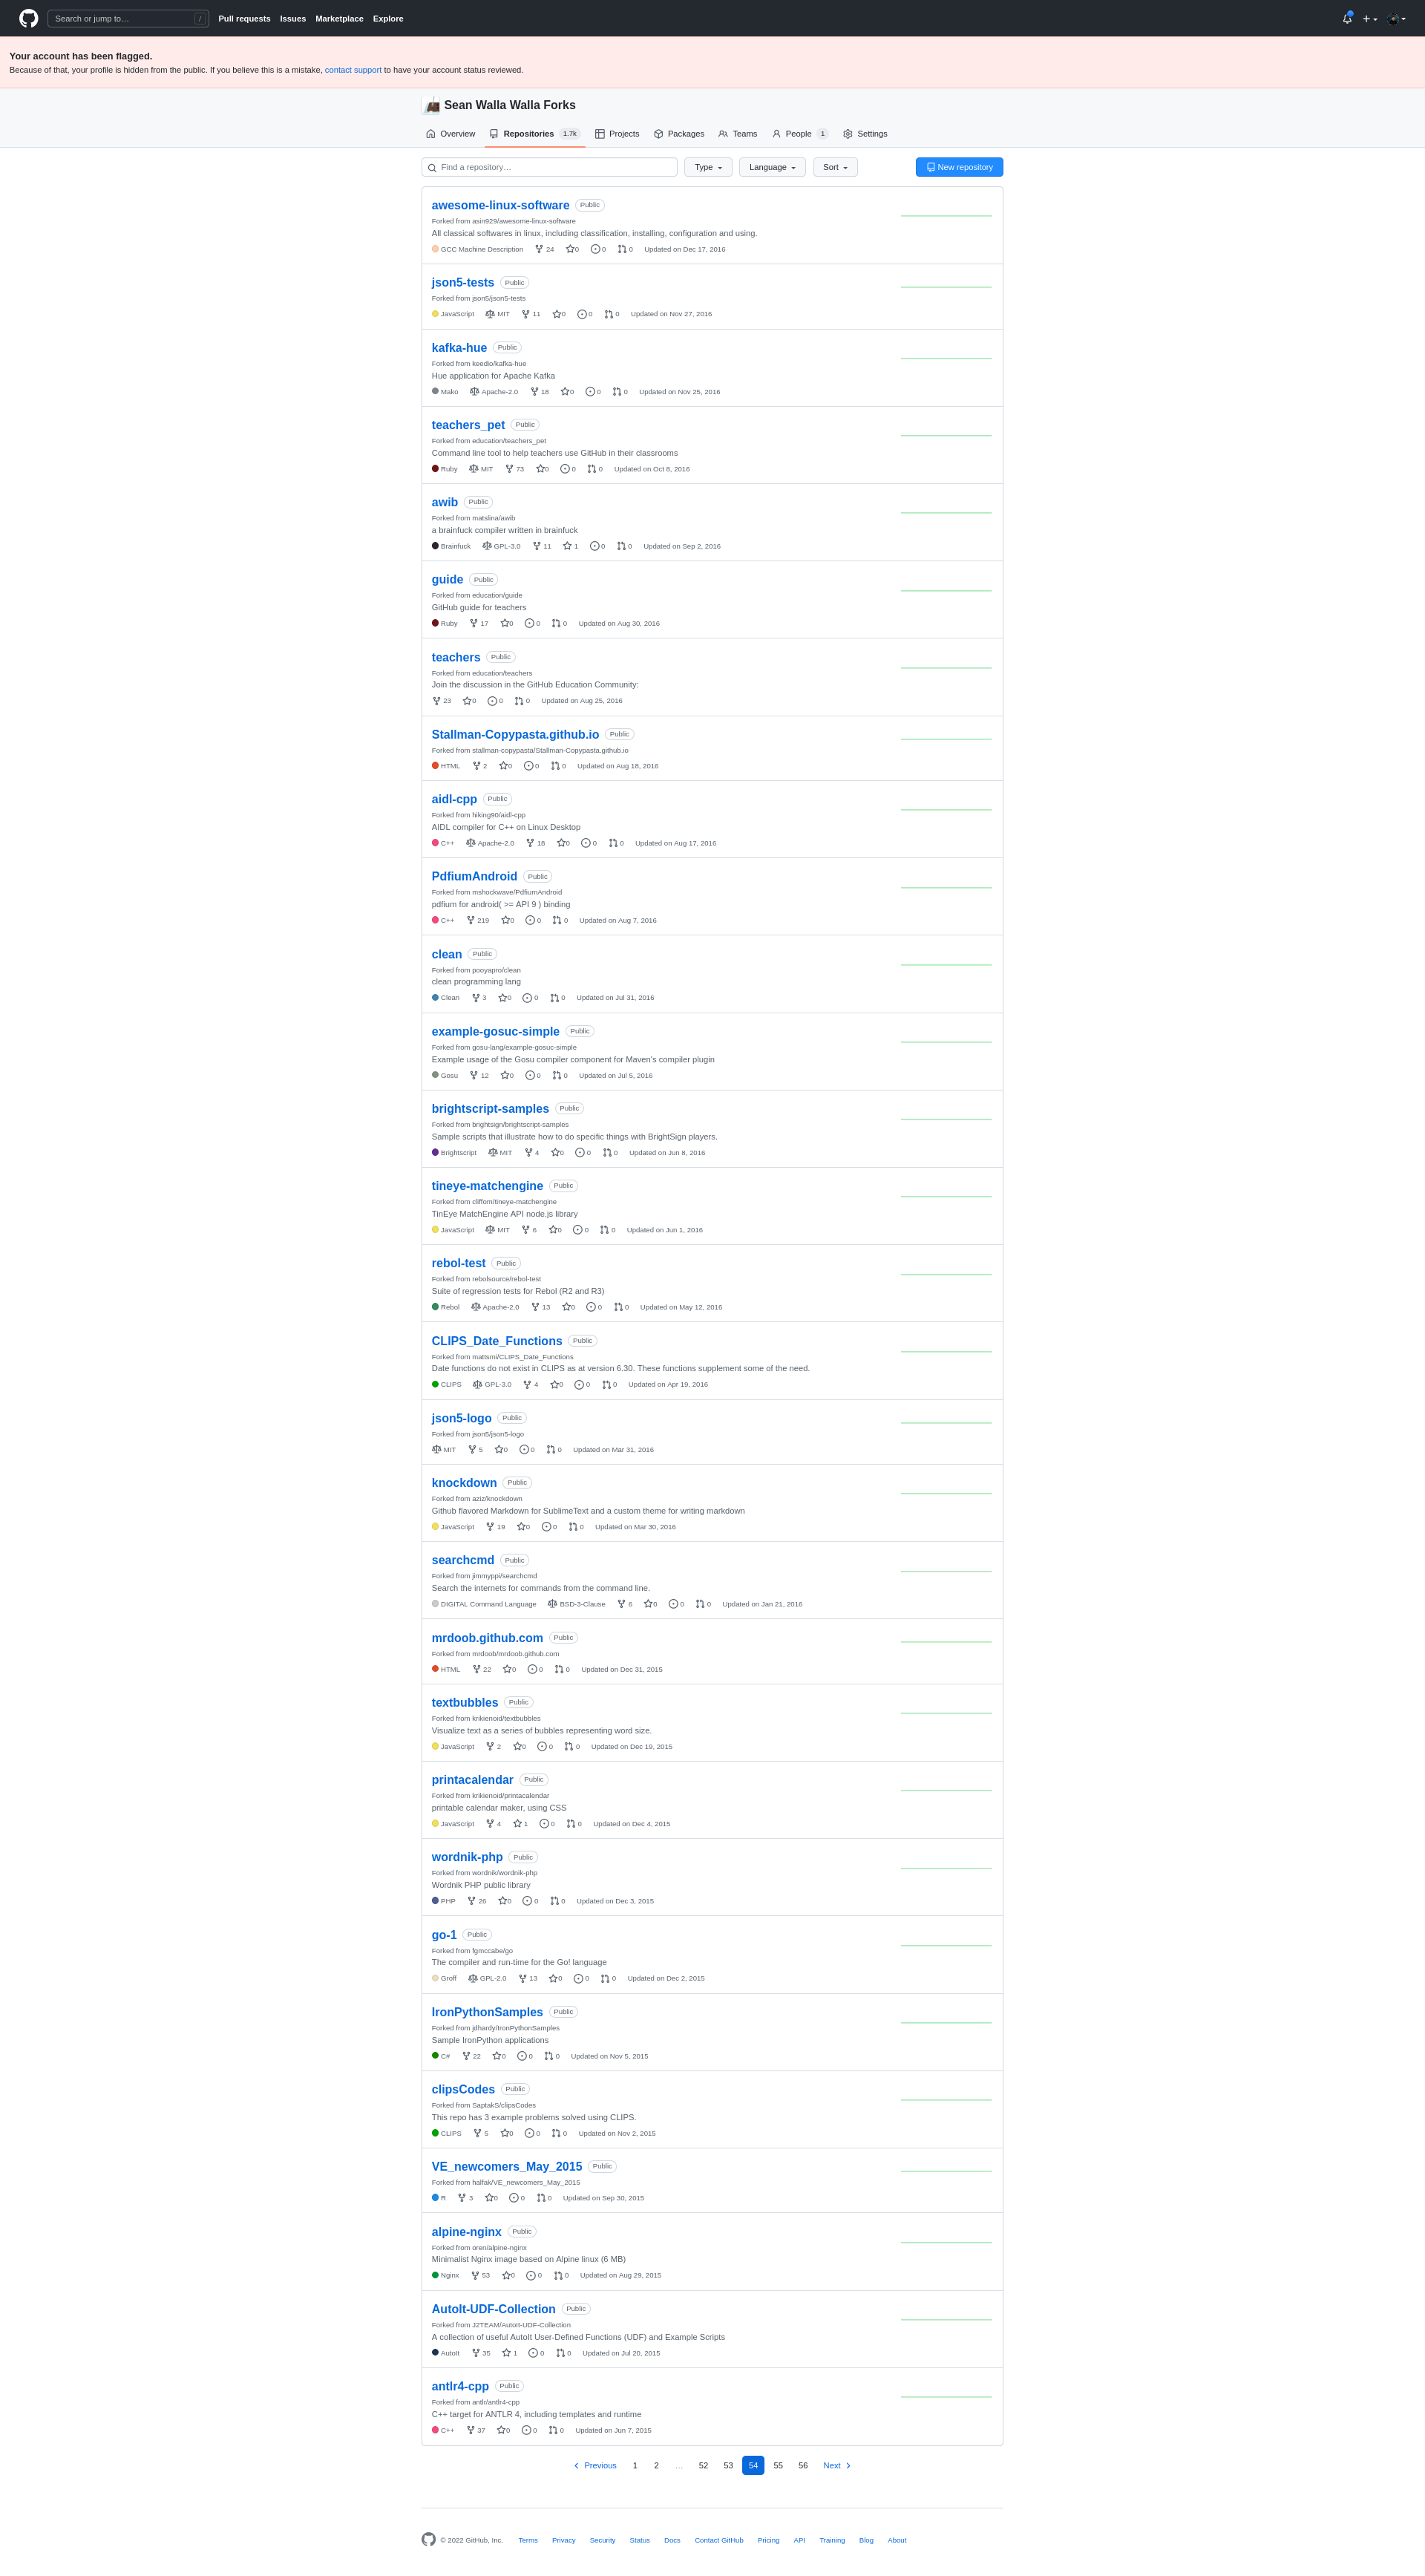 Search or jump to…
/
Pull requests Issues Marketplace Explore
Your account has been flagged.
Because of that, your profile is hidden from the public. If you believe this is a mistake, contact support to have your account status reviewed.
Sean Walla Walla Forks
Overview Repositories 1.7k Projects Packages Teams People 1 Settings
Find a repository… Type Language Sort New repository
awesome-linux-software Public
Forked from asin929/awesome-linux-software
All classical softwares in linux, including classification, installing, configuration and using.
GCC Machine Description 24 0 0 0 Updated on Dec 17, 2016
json5-tests Public
Forked from json5/json5-tests
JavaScript MIT 11 0 0 0 Updated on Nov 27, 2016
kafka-hue Public
Forked from keedio/kafka-hue
Hue application for Apache Kafka
Mako Apache-2.0 18 0 0 0 Updated on Nov 25, 2016
teachers_pet Public
Forked from education/teachers_pet
Command line tool to help teachers use GitHub in their classrooms
Ruby MIT 73 0 0 0 Updated on Oct 8, 2016
awib Public
Forked from matslina/awib
a brainfuck compiler written in brainfuck
Brainfuck GPL-3.0 11 1 0 0 Updated on Sep 2, 2016
guide Public
Forked from education/guide
GitHub guide for teachers
Ruby 17 0 0 0 Updated on Aug 30, 2016
teachers Public
Forked from education/teachers
Join the discussion in the GitHub Education Community:
23 0 0 0 Updated on Aug 25, 2016
Stallman-Copypasta.github.io Public
Forked from stallman-copypasta/Stallman-Copypasta.github.io
HTML 2 0 0 0 Updated on Aug 18, 2016
aidl-cpp Public
Forked from hiking90/aidl-cpp
AIDL compiler for C++ on Linux Desktop
C++ Apache-2.0 18 0 0 0 Updated on Aug 17, 2016
PdfiumAndroid Public
Forked from mshockwave/PdfiumAndroid
pdfium for android( >= API 9 ) binding
C++ 219 0 0 0 Updated on Aug 7, 2016
clean Public
Forked from pooyapro/clean
clean programming lang
Clean 3 0 0 0 Updated on Jul 31, 2016
example-gosuc-simple Public
Forked from gosu-lang/example-gosuc-simple
Example usage of the Gosu compiler component for Maven's compiler plugin
Gosu 12 0 0 0 Updated on Jul 5, 2016
brightscript-samples Public
Forked from brightsign/brightscript-samples
Sample scripts that illustrate how to do specific things with BrightSign players.
Brightscript MIT 4 0 0 0 Updated on Jun 8, 2016
tineye-matchengine Public
Forked from cliffom/tineye-matchengine
TinEye MatchEngine API node.js library
JavaScript MIT 6 0 0 0 Updated on Jun 1, 2016
rebol-test Public
Forked from rebolsource/rebol-test
Suite of regression tests for Rebol (R2 and R3)
Rebol Apache-2.0 13 0 0 0 Updated on May 12, 2016
CLIPS_Date_Functions Public
Forked from mattsmi/CLIPS_Date_Functions
Date functions do not exist in CLIPS as at version 6.30. These functions supplement some of the need.
CLIPS GPL-3.0 4 0 0 0 Updated on Apr 19, 2016
json5-logo Public
Forked from json5/json5-logo
MIT 5 0 0 0 Updated on Mar 31, 2016
knockdown Public
Forked from aziz/knockdown
Github flavored Markdown for SublimeText and a custom theme for writing markdown
JavaScript 19 0 0 0 Updated on Mar 30, 2016
searchcmd Public
Forked from jimmyppi/searchcmd
Search the internets for commands from the command line.
DIGITAL Command Language BSD-3-Clause 6 0 0 0 Updated on Jan 21, 2016
mrdoob.github.com Public
Forked from mrdoob/mrdoob.github.com
HTML 22 0 0 0 Updated on Dec 31, 2015
textbubbles Public
Forked from krikienoid/textbubbles
Visualize text as a series of bubbles representing word size.
JavaScript 2 0 0 0 Updated on Dec 19, 2015
printacalendar Public
Forked from krikienoid/printacalendar
printable calendar maker, using CSS
JavaScript 4 1 0 0 Updated on Dec 4, 2015
wordnik-php Public
Forked from wordnik/wordnik-php
Wordnik PHP public library
PHP 26 0 0 0 Updated on Dec 3, 2015
go-1 Public
Forked from fgmccabe/go
The compiler and run-time for the Go! language
Groff GPL-2.0 13 0 0 0 Updated on Dec 2, 2015
IronPythonSamples Public
Forked from jdhardy/IronPythonSamples
Sample IronPython applications
C# 22 0 0 0 Updated on Nov 5, 2015
clipsCodes Public
Forked from SaptakS/clipsCodes
This repo has 3 example problems solved using CLIPS.
CLIPS 5 0 0 0 Updated on Nov 2, 2015
VE_newcomers_May_2015 Public
Forked from halfak/VE_newcomers_May_2015
R 3 0 0 0 Updated on Sep 30, 2015
alpine-nginx Public
Forked from oren/alpine-nginx
Minimalist Nginx image based on Alpine linux (6 MB)
Nginx 53 0 0 0 Updated on Aug 29, 2015
AutoIt-UDF-Collection Public
Forked from J2TEAM/AutoIt-UDF-Collection
A collection of useful AutoIt User-Defined Functions (UDF) and Example Scripts
AutoIt 35 1 0 0 Updated on Jul 20, 2015
antlr4-cpp Public
Forked from antlr/antlr4-cpp
C++ target for ANTLR 4, including templates and runtime
C++ 37 0 0 0 Updated on Jun 7, 2015
Previous 1 2 … 52 53 54 55 56 Next
© 2022 GitHub, Inc. Terms Privacy Security Status Docs Contact GitHub Pricing API Training Blog About